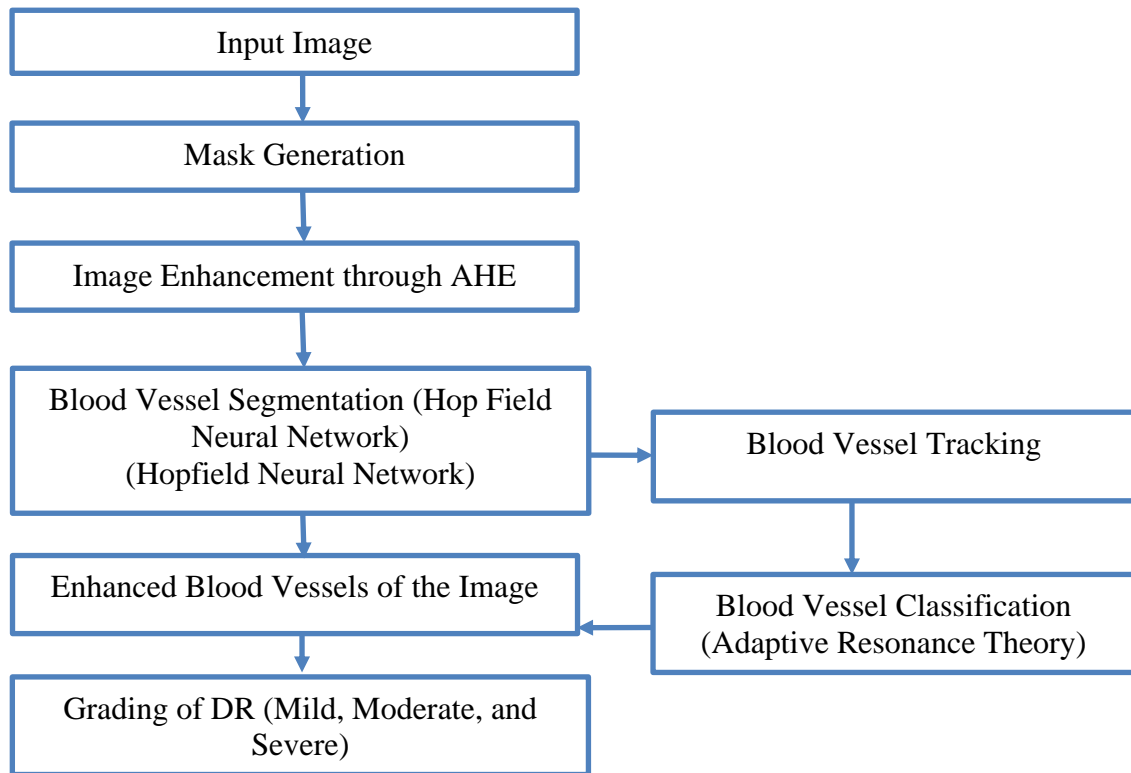 Input Image
Mask Generation
Image Enhancement through AHE
Blood Vessel Segmentation (Hop Field
Neural Network)
(Hopfield Neural Network)
Blood Vessel Tracking
Enhanced Blood Vessels of the Image
Blood Vessel Classification
(Adaptive Resonance Theory)
Grading of DR (Mild, Moderate, and
Severe)